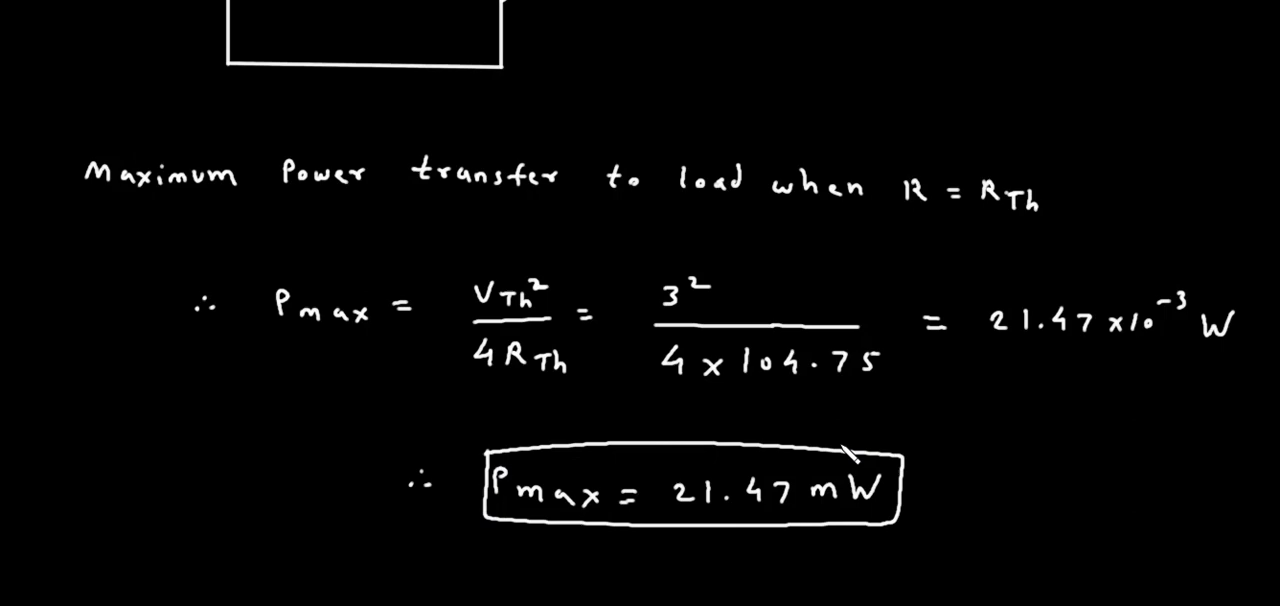 Maximum Power transfer to load when R = RTh
∴ Pmax = VTh² / 4RTh = 3² / 4 × 104.75 = 21.47 × 10⁻³ W
∴ Pmax = 21.47 mW